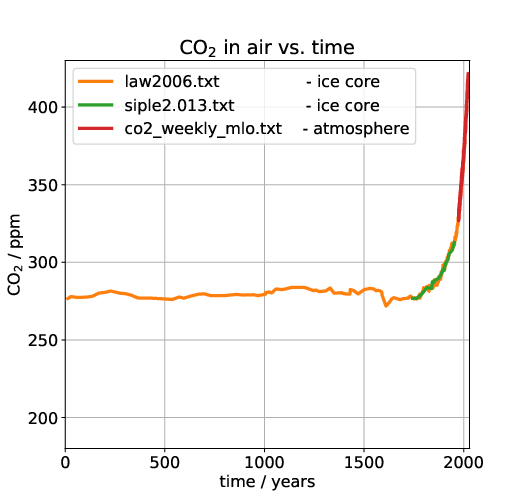 CO₂ in air vs. time
law2006.txt - ice core
siple2.013.txt - ice core
co2_weekly_mlo.txt - atmosphere
400
350
300
250
200
CO₂ / ppm
0 500 1000 1500 2000
time / years